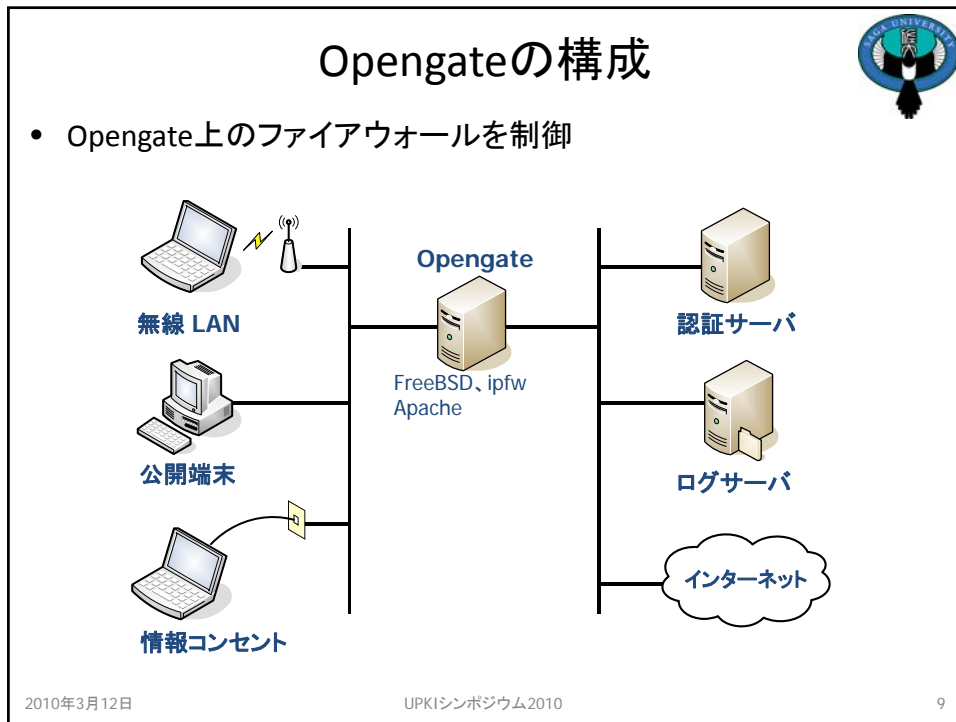 Opengateの構成
SAGA UNIVERSITY
• Opengate上のファイアウォールを制御
Opengate
無線 LAN
認証サーバ
FreeBSD、ipfw
Apache
公開端末
ログサーバ
インターネット
情報コンセント
2010年3月12日
UPKIシンポジウム2010
9